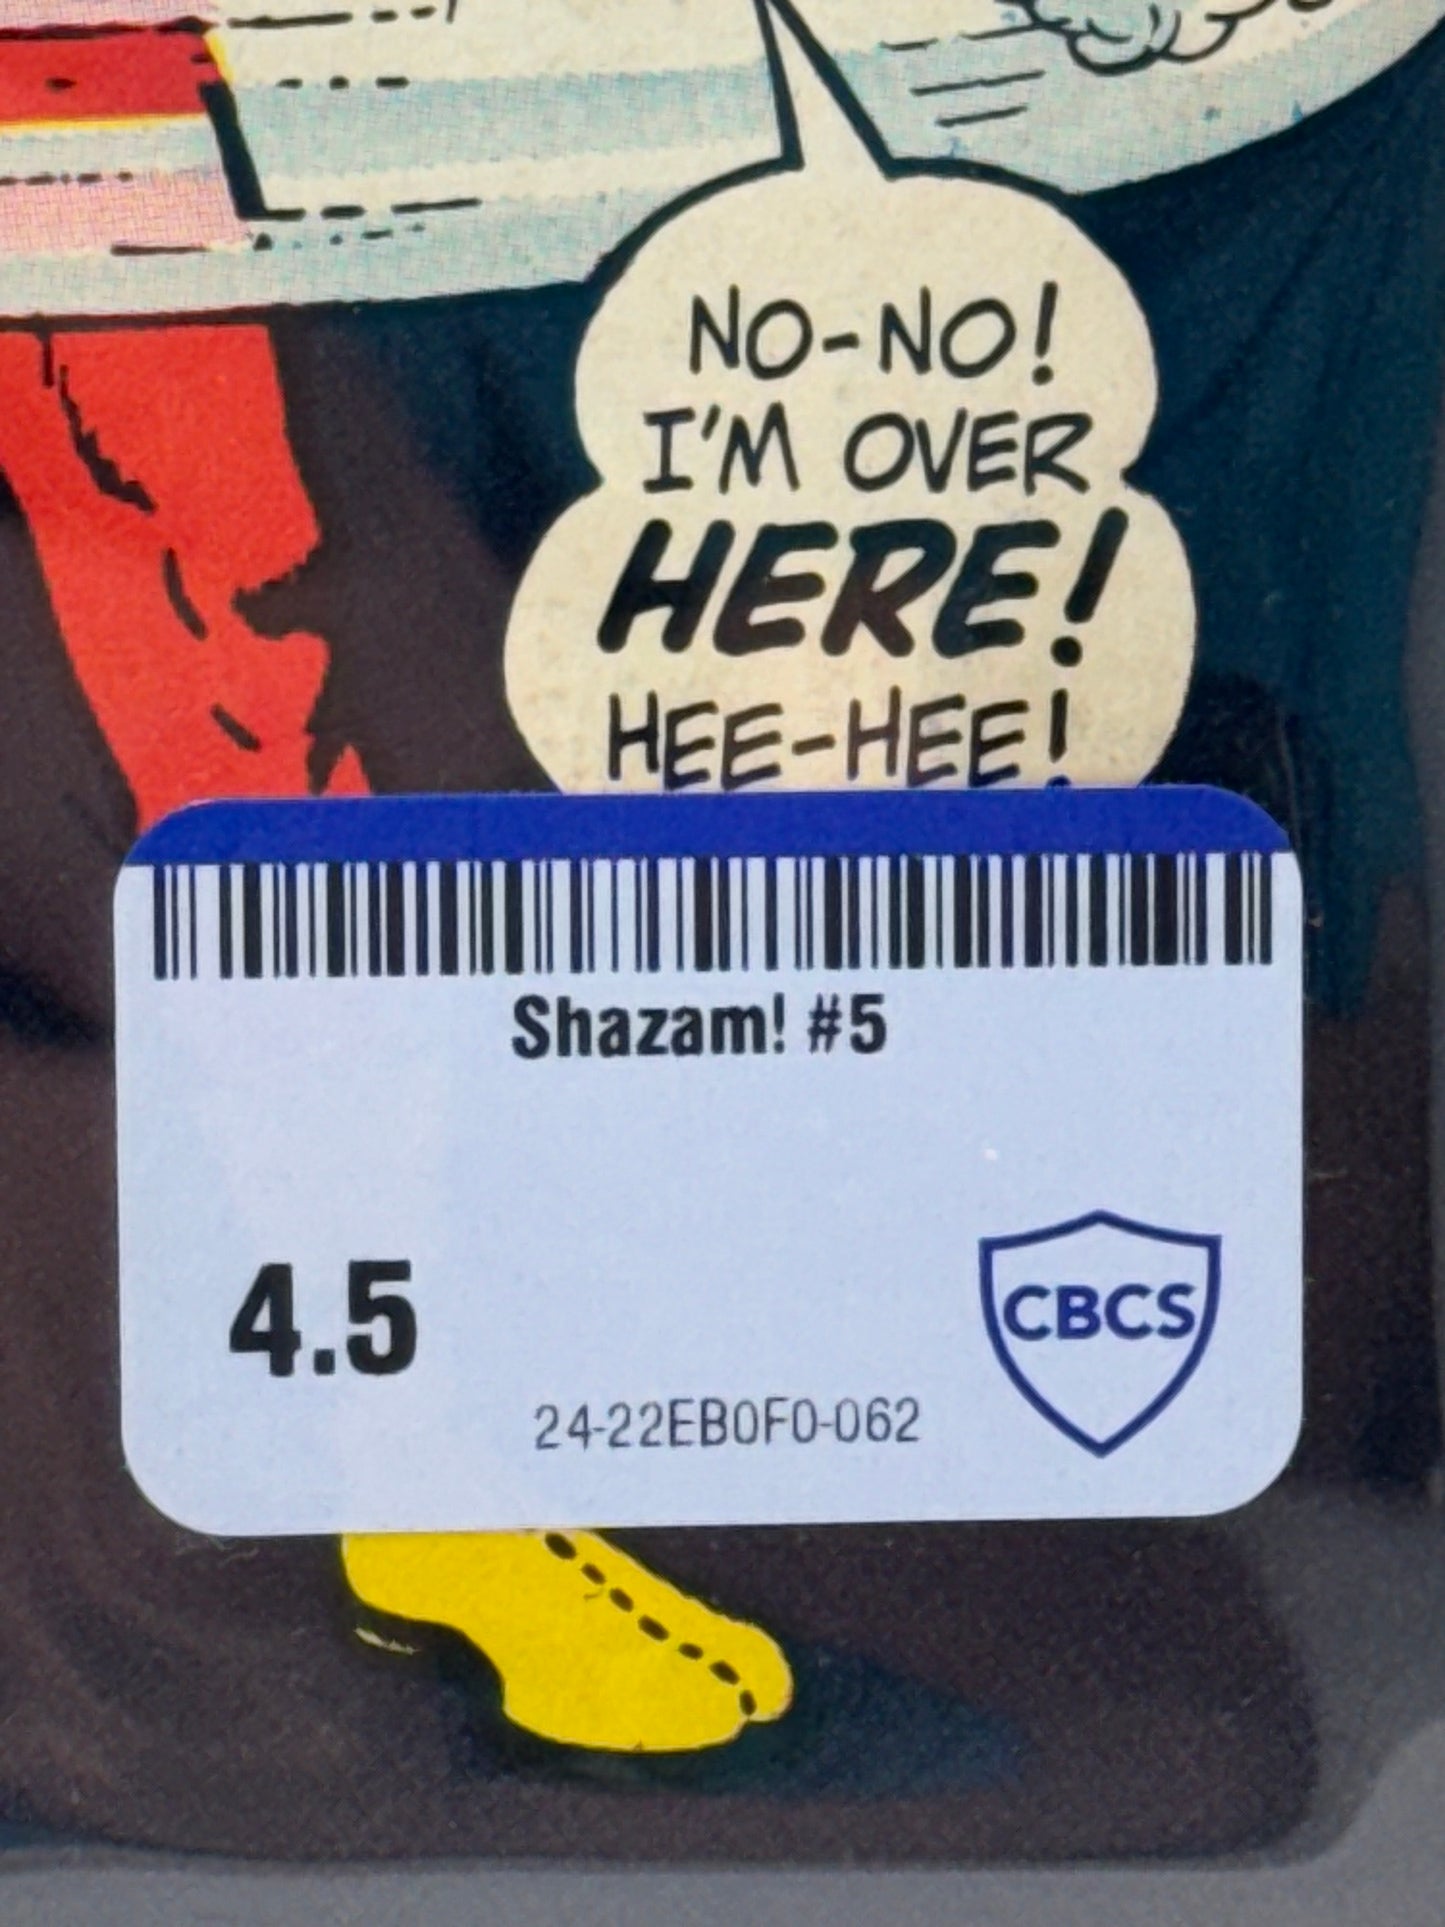 NO-NO!
I'M OVER
HERE!
HEE-HEE!
Shazam! #5
4.5
CBCS
24-22EB0F0-062